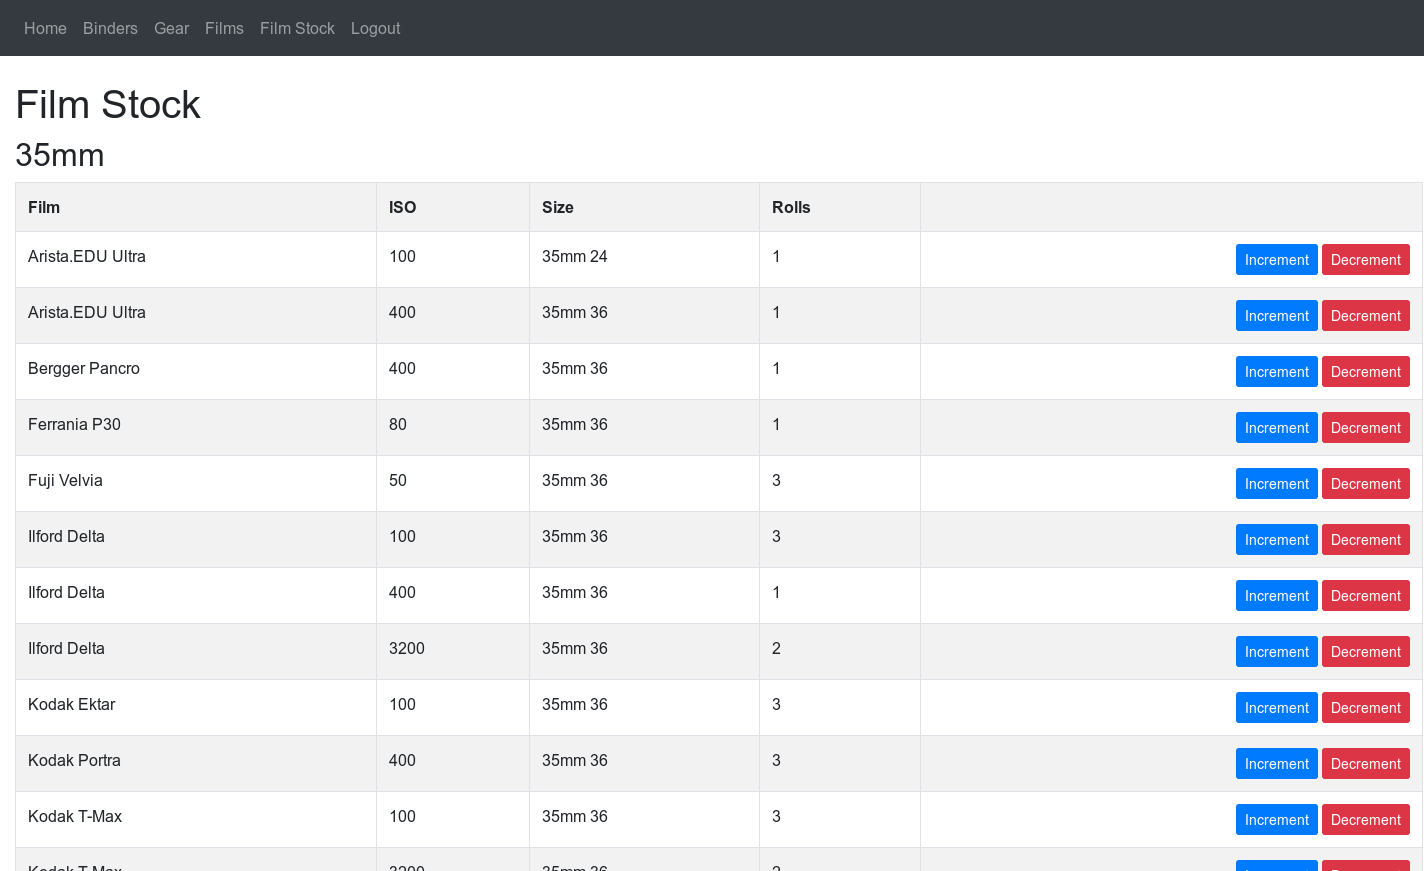 Home Binders Gear Films Film Stock Logout
Film Stock
35mm
Film ISO Size Rolls
Arista.EDU Ultra 100 35mm 24 1 Increment Decrement
Arista.EDU Ultra 400 35mm 36 1 Increment Decrement
Bergger Pancro 400 35mm 36 1 Increment Decrement
Ferrania P30 80 35mm 36 1 Increment Decrement
Fuji Velvia 50 35mm 36 3 Increment Decrement
Ilford Delta 100 35mm 36 3 Increment Decrement
Ilford Delta 400 35mm 36 1 Increment Decrement
Ilford Delta 3200 35mm 36 2 Increment Decrement
Kodak Ektar 100 35mm 36 3 Increment Decrement
Kodak Portra 400 35mm 36 3 Increment Decrement
Kodak T-Max 100 35mm 36 3 Increment Decrement
Kodak T-Max 3200 35mm 36